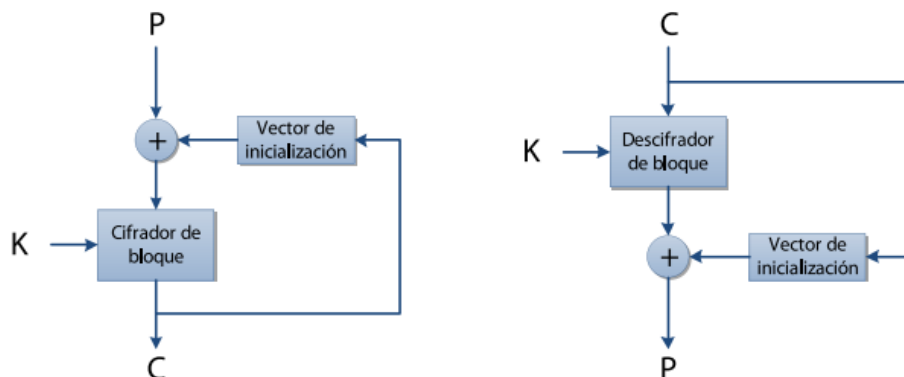 P
+
Vector de
inicialización
K
Cifrador de
bloque
C
C
K
Descifrador
de bloque
+
Vector de
inicialización
P